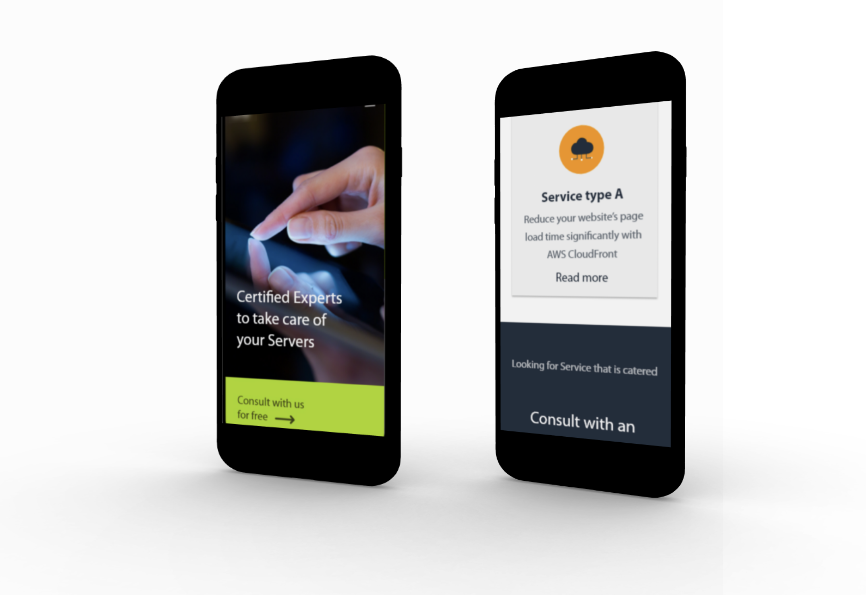 Certified Experts
to take care of
your Servers
Consult with us
for free
Service type A
Reduce your website's page
load time significantly with
AWS CloudFront
Read more
Looking for Service that is catered
Consult with an